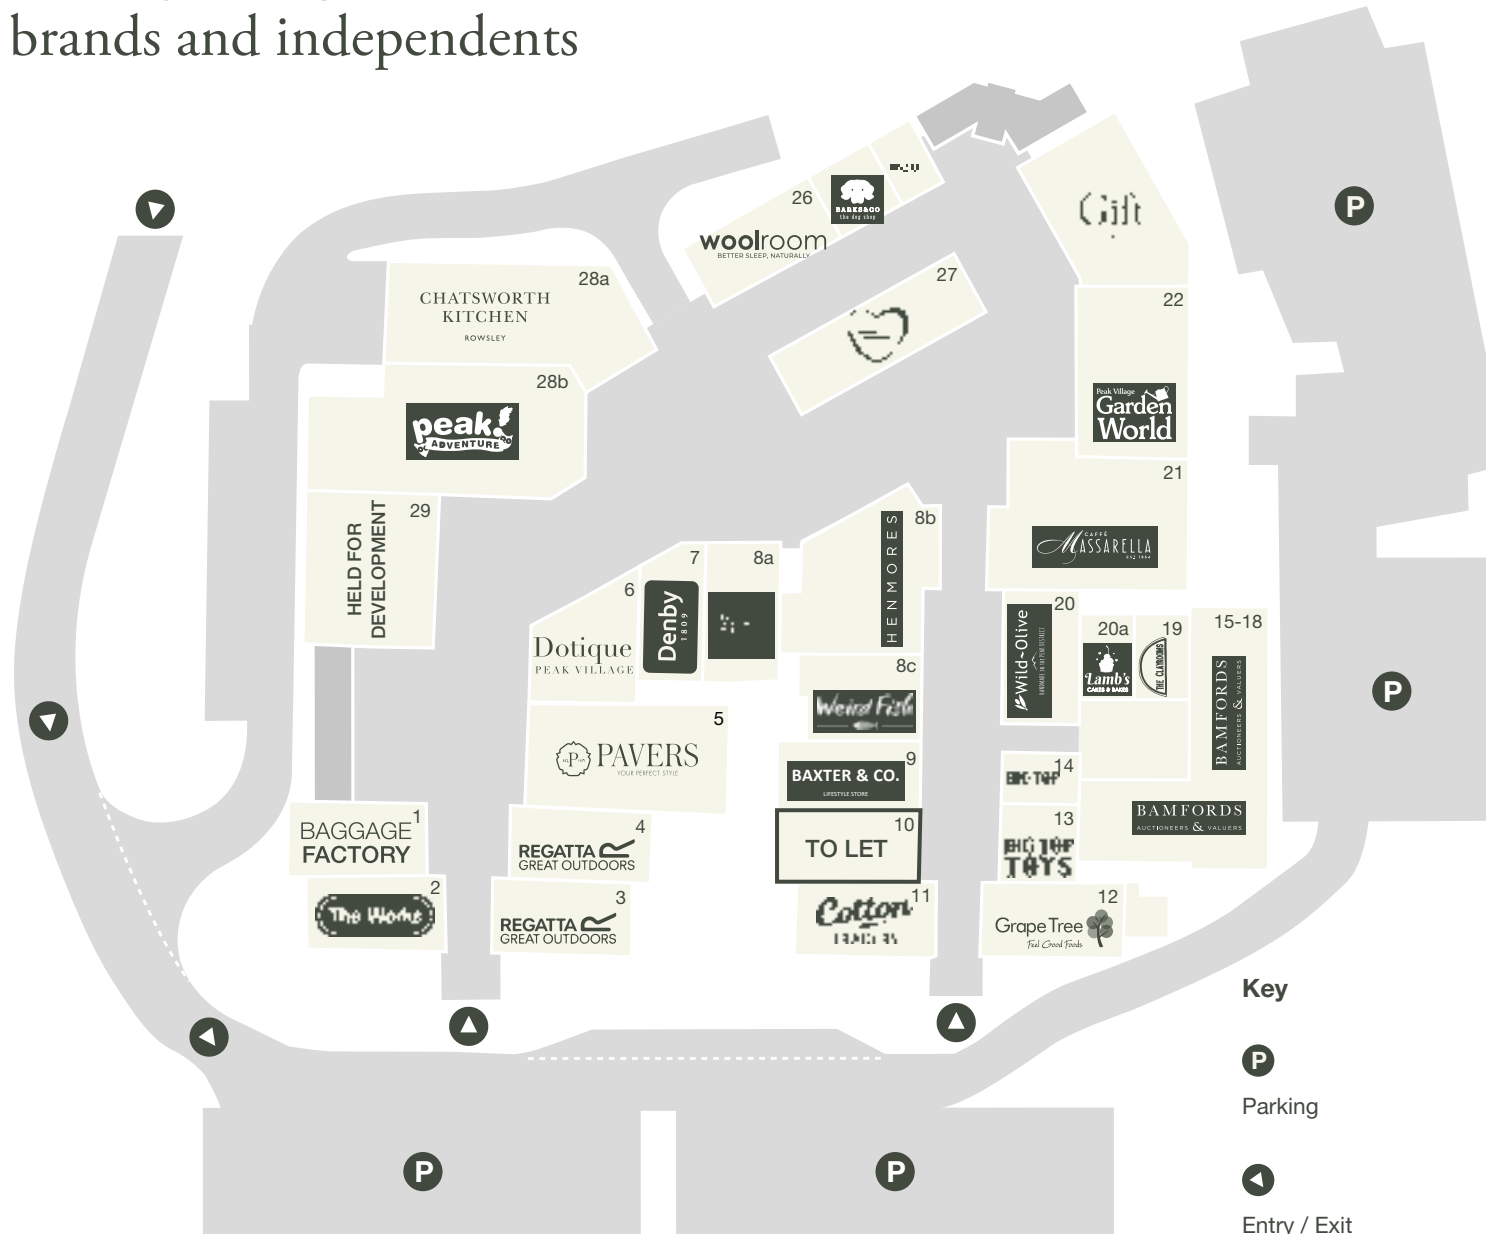 brands and independents
26
BARKS&CO
the dog shop
woolroom
BETTER SLEEP, NATURALLY
Gift
27
28a
CHATSWORTH
KITCHEN
ROWSLEY
22
Peak Village
Garden
World
28b
peak
ADVENTURE
21
CAFFÈ
MASSARELLA
29
HELD FOR
DEVELOPMENT
8b
HENMORES
7
Denby
1809
8a
6
Dotique
PEAK VILLAGE
20
Wild~Olive
20a
Lamb's
CAKES & BAKES
19
THE CLAYROOMS
15-18
BAMFORDS
AUCTIONEERS & VALUERS
8c
Weird Fish
5
PAVERS
YOUR PERFECT STYLE
9
BAXTER & CO.
LIFESTYLE STORE
14
BIG TOP
BAMFORDS
AUCTIONEERS & VALUERS
1
BAGGAGE
FACTORY
4
REGATTA
GREAT OUTDOORS
10
TO LET
13
BIG TOP
TOYS
2
The Works
3
REGATTA
GREAT OUTDOORS
11
Cotton
TRADERS
12
Grape Tree
Feel Good Foods
P
P
Key
P
Parking
P
P
Entry / Exit